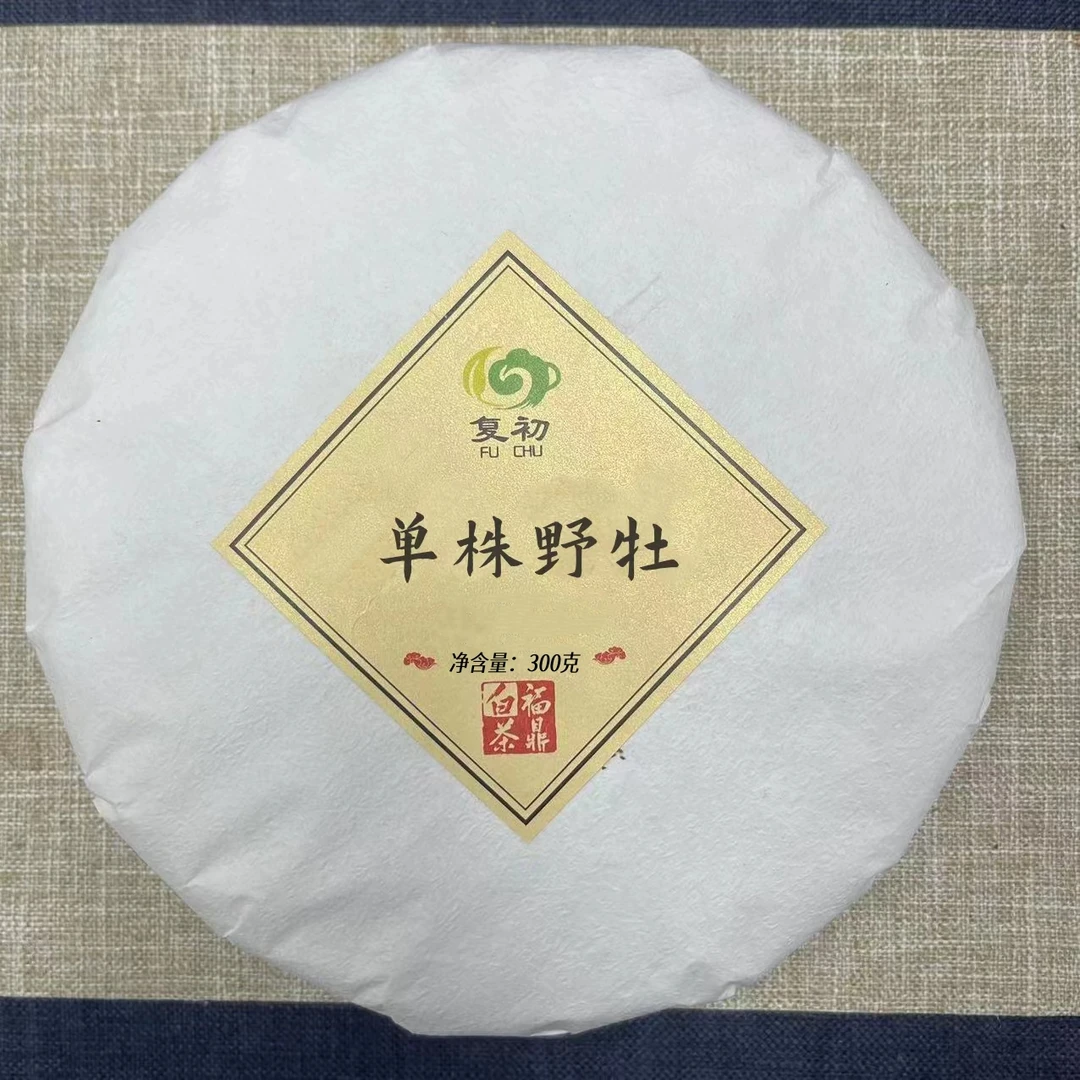 复初
FU CHU
单株野牡
净含量：300克
福鼎
白茶